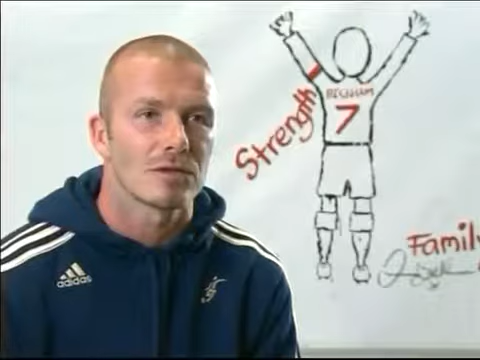 Strength
BECKHAM
7
Family
adidas